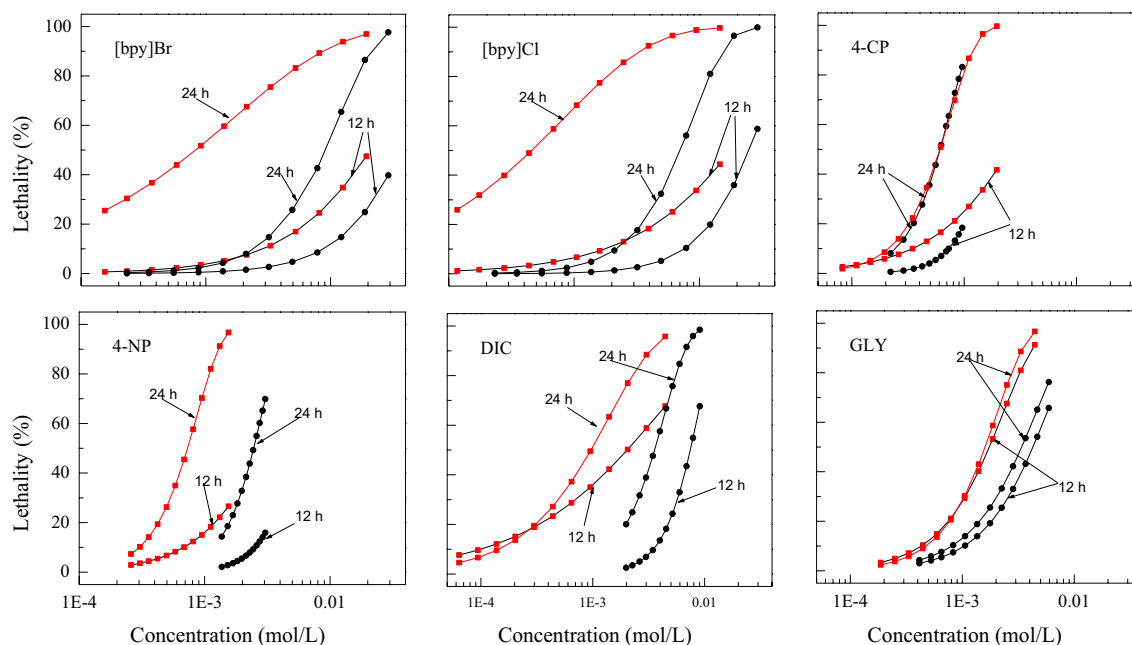 [bpy]Br
[bpy]Cl
4-CP
100
80
60
40
20
0
Lethality (%)
24 h
12 h
24 h
24 h
12 h
24 h
24 h
12 h
4-NP
DIC
GLY
100
80
60
40
20
0
Lethality (%)
24 h
24 h
12 h
12 h
24 h
24 h
12 h
12 h
24 h
12 h
1E-4
1E-3
0.01
1E-4
1E-3
0.01
1E-4
1E-3
0.01
Concentration (mol/L)
Concentration (mol/L)
Concentration (mol/L)